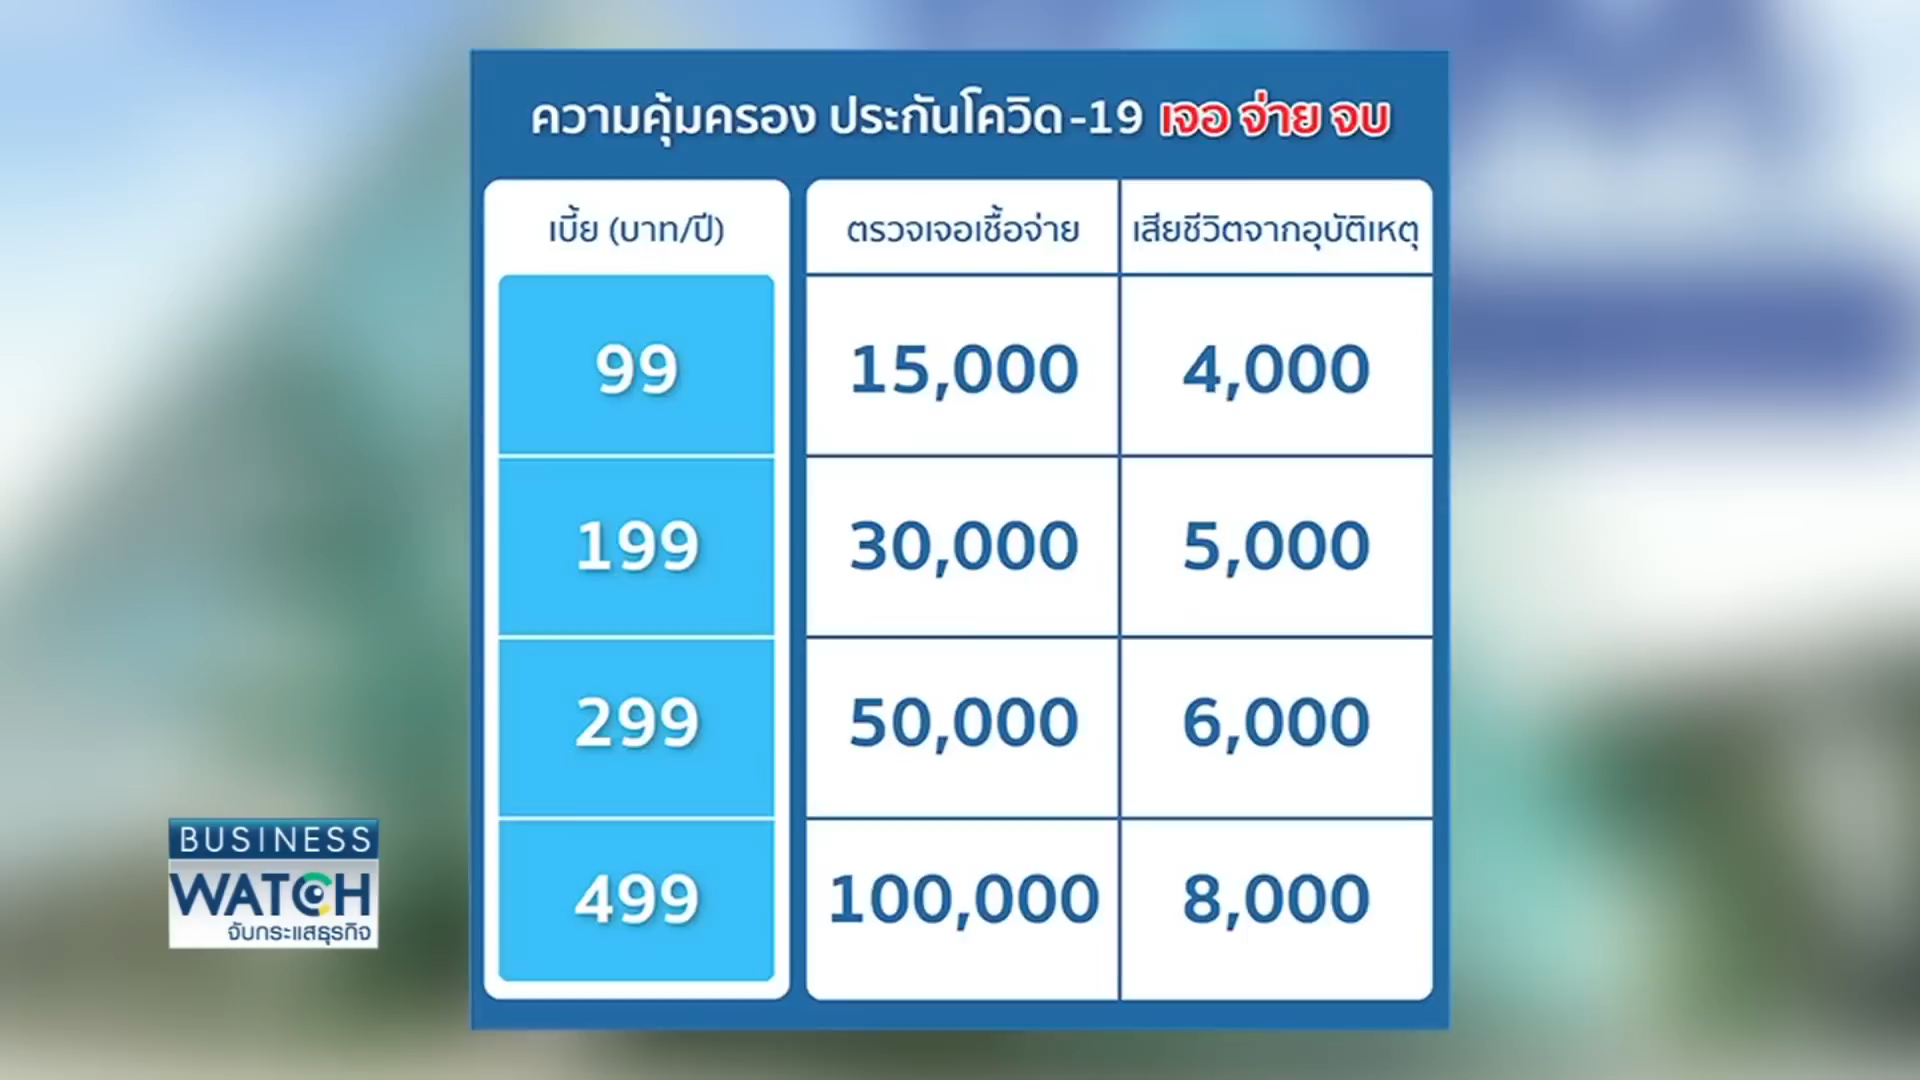 ความคุ้มครอง ประกันโควิด-19 เจอ จ่าย จบ
เบี้ย (บาท/ปี) ตรวจเจอเชื้อจ่าย เสียชีวิตจากอุบัติเหตุ
99 15,000 4,000
199 30,000 5,000
299 50,000 6,000
499 100,000 8,000
BUSINESS
WATCH
จับกระแสธุรกิจ